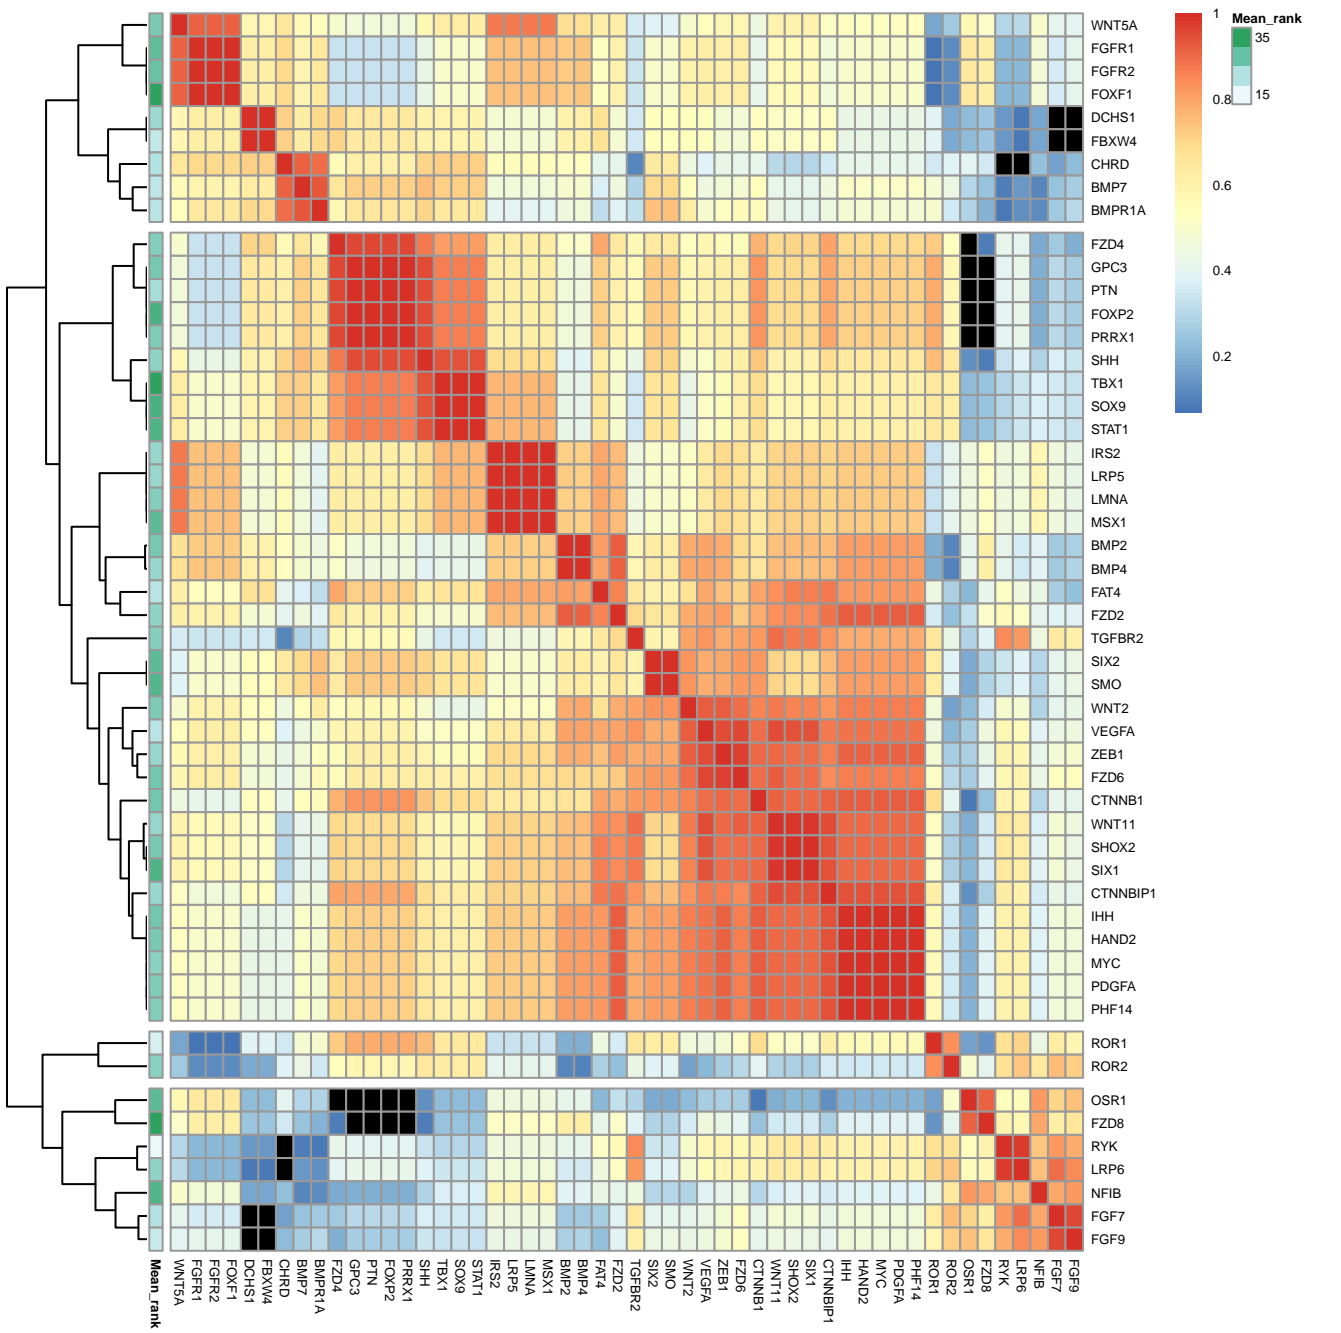 1
0.8
0.6
0.4
0.2
Mean_rank
35
15
WNT5A
FGFR1
FGFR2
FOXF1
DCHS1
FBXW4
CHRD
BMP7
BMPR1A
FZD4
GPC3
PTN
FOXP2
PRRX1
SHH
TBX1
SOX9
STAT1
IRS2
LRP5
LMNA
MSX1
BMP2
BMP4
FAT4
FZD2
TGFBR2
SIX2
SMO
WNT2
VEGFA
ZEB1
FZD6
CTNNB1
WNT11
SHOX2
SIX1
CTNNBIP1
IHH
HAND2
MYC
PDGFA
PHF14
ROR1
ROR2
OSR1
FZD8
RYK
LRP6
NFIB
FGF7
FGF9
Mean_rank
WNT5A
FGFR1
FGFR2
FOXF1
DCHS1
FBXW4
CHRD
BMP7
BMPR1A
FZD4
GPC3
PTN
FOXP2
PRRX1
SHH
TBX1
SOX9
STAT1
IRS2
LRP5
LMNA
MSX1
BMP2
BMP4
FAT4
FZD2
TGFBR2
SIX2
SMO
WNT2
VEGFA
ZEB1
FZD6
CTNNB1
WNT11
SHOX2
SIX1
CTNNBIP1
IHH
HAND2
MYC
PDGFA
PHF14
ROR1
ROR2
OSR1
FZD8
RYK
LRP6
NFIB
FGF7
FGF9